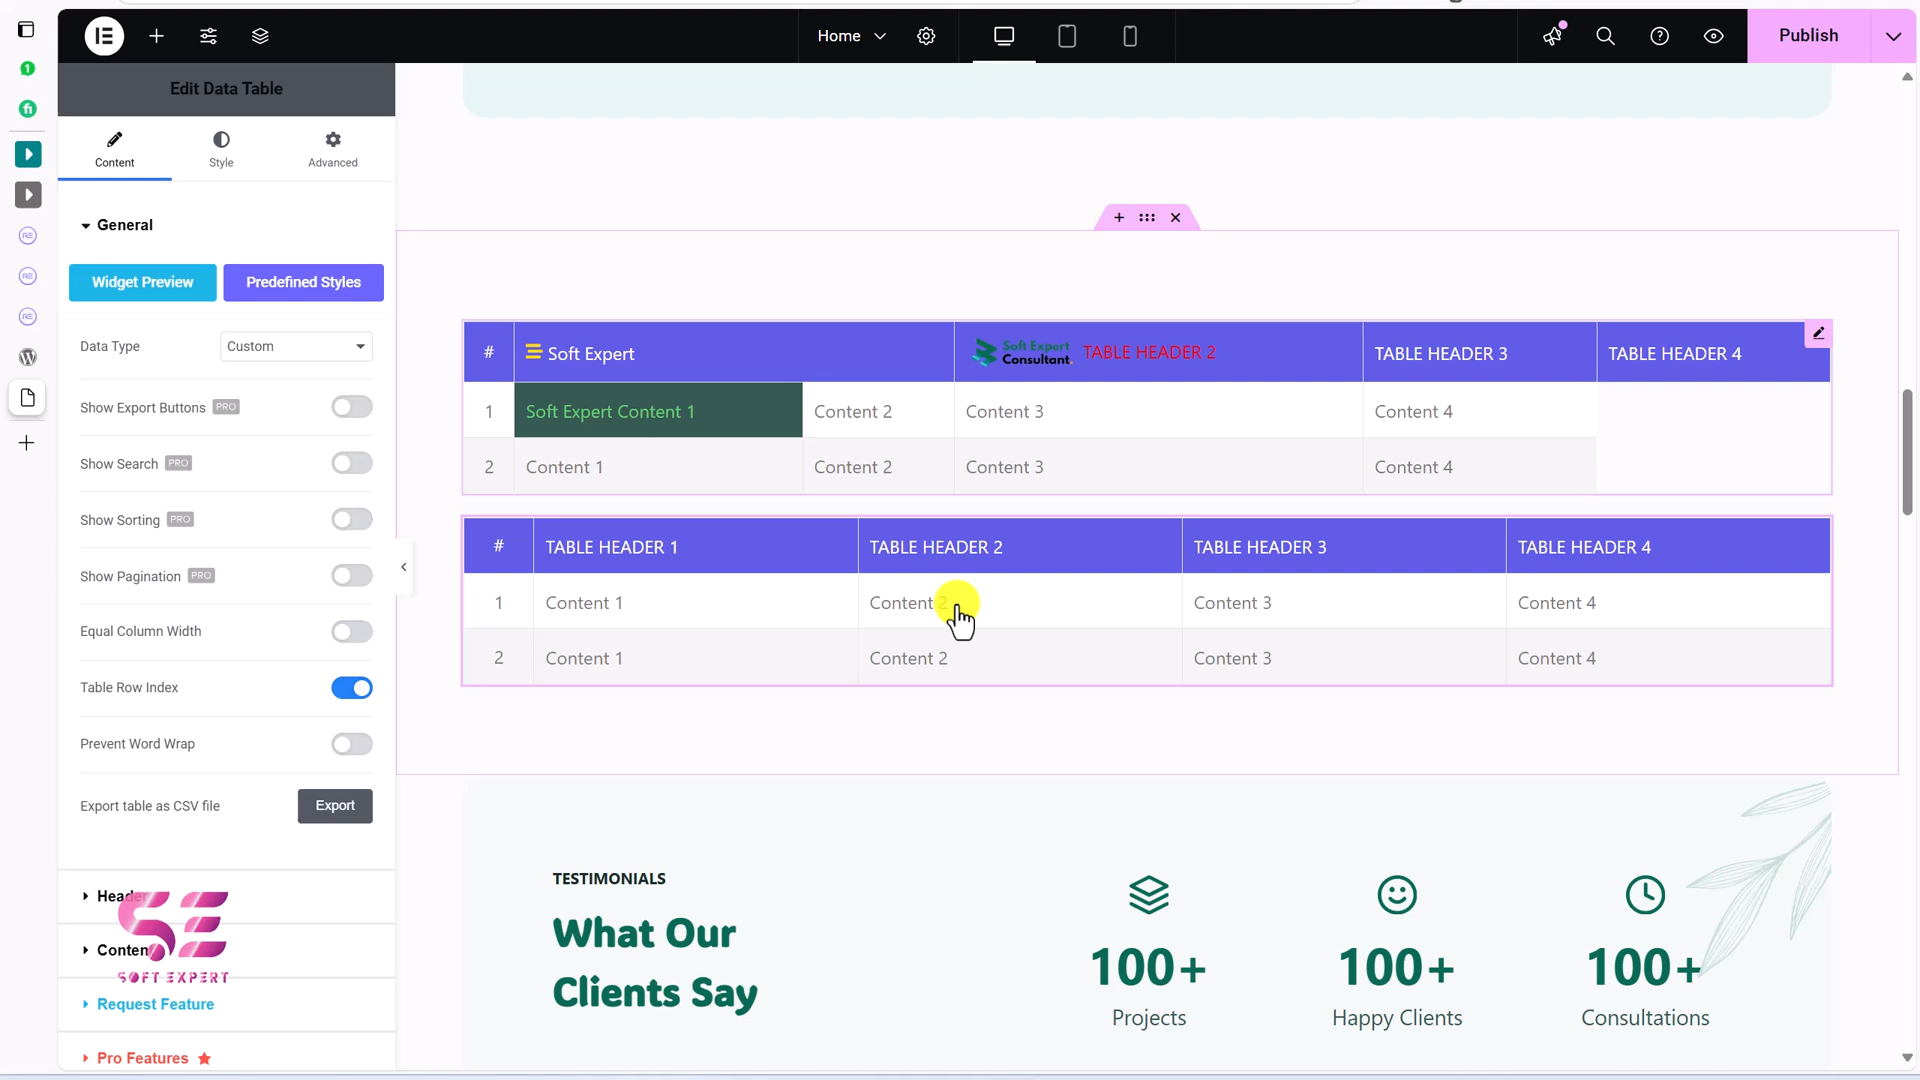 Home
Publish
Edit Data Table
Content
Style
Advanced
General
Widget Preview
Predefined Styles
Data Type
Custom
Show Export Buttons PRO
Show Search PRO
Show Sorting PRO
Show Pagination PRO
Equal Column Width
Table Row Index
Prevent Word Wrap
Export table as CSV file
Export
Header
Content
SE
SOFT EXPERT
Request Feature
Pro Features
# Soft Expert Soft Expert Consultant. TABLE HEADER 2 TABLE HEADER 3 TABLE HEADER 4
1 Soft Expert Content 1 Content 2 Content 3 Content 4
2 Content 1 Content 2 Content 3 Content 4
# TABLE HEADER 1 TABLE HEADER 2 TABLE HEADER 3 TABLE HEADER 4
1 Content 1 Content 2 Content 3 Content 4
2 Content 1 Content 2 Content 3 Content 4
TESTIMONIALS
What Our
Clients Say
100+ 100+ 100+
Projects Happy Clients Consultations